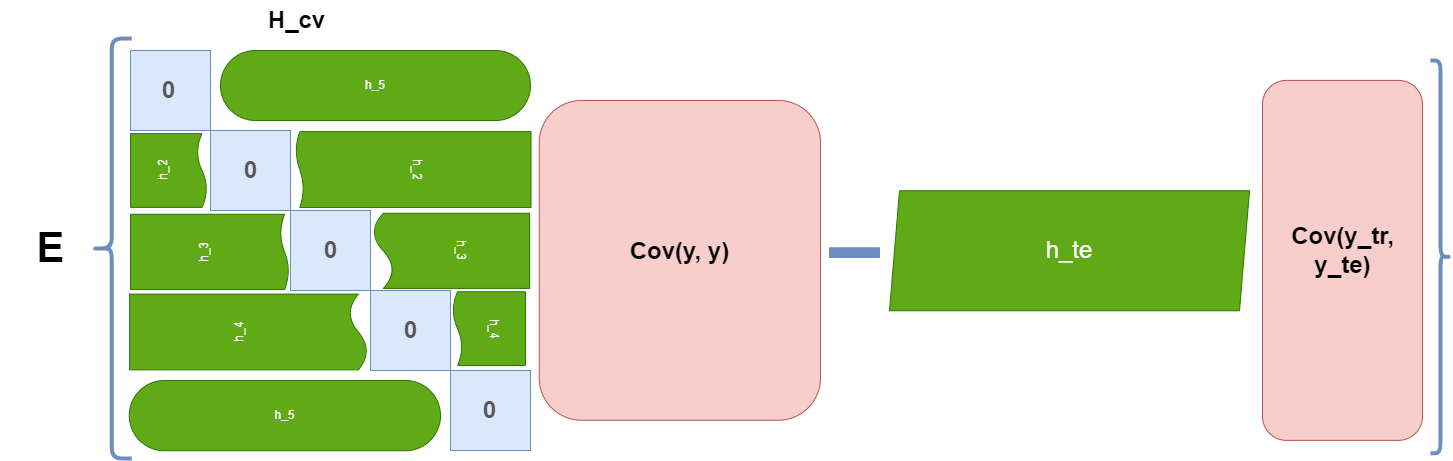 H_cv
0
h_5
h_2
0
h_2
E
h_3
0
h_3
Cov(y, y)
h_te
Cov(y_tr,
y_te)
h_4
0
h_4
h_5
0